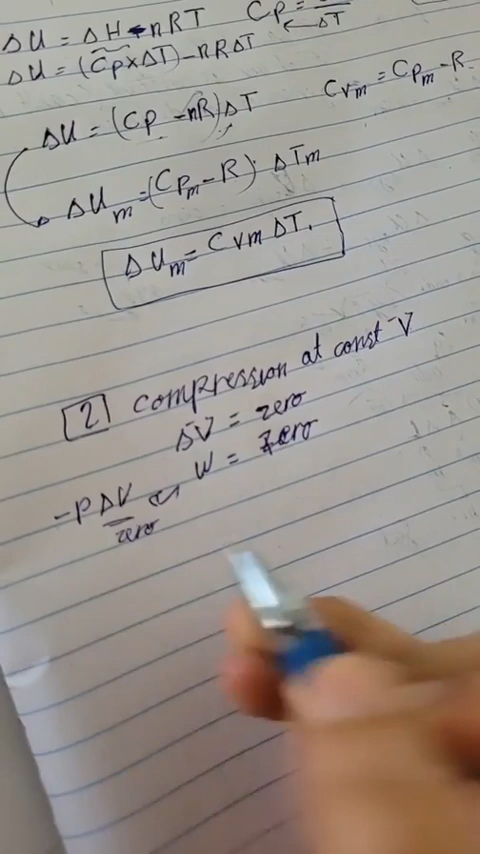 ΔU = ΔH - nRT Cp =
ΔT
ΔU = (Cp × ΔT) - nRΔT
Cvm = Cpm - R
ΔU = (Cp - nR) ΔT
ΔUm = (Cpm - R) · ΔTm
ΔUm = Cvm ΔT.
[2] compression at const V
ΔV = zero
-PΔV W = zero
zero